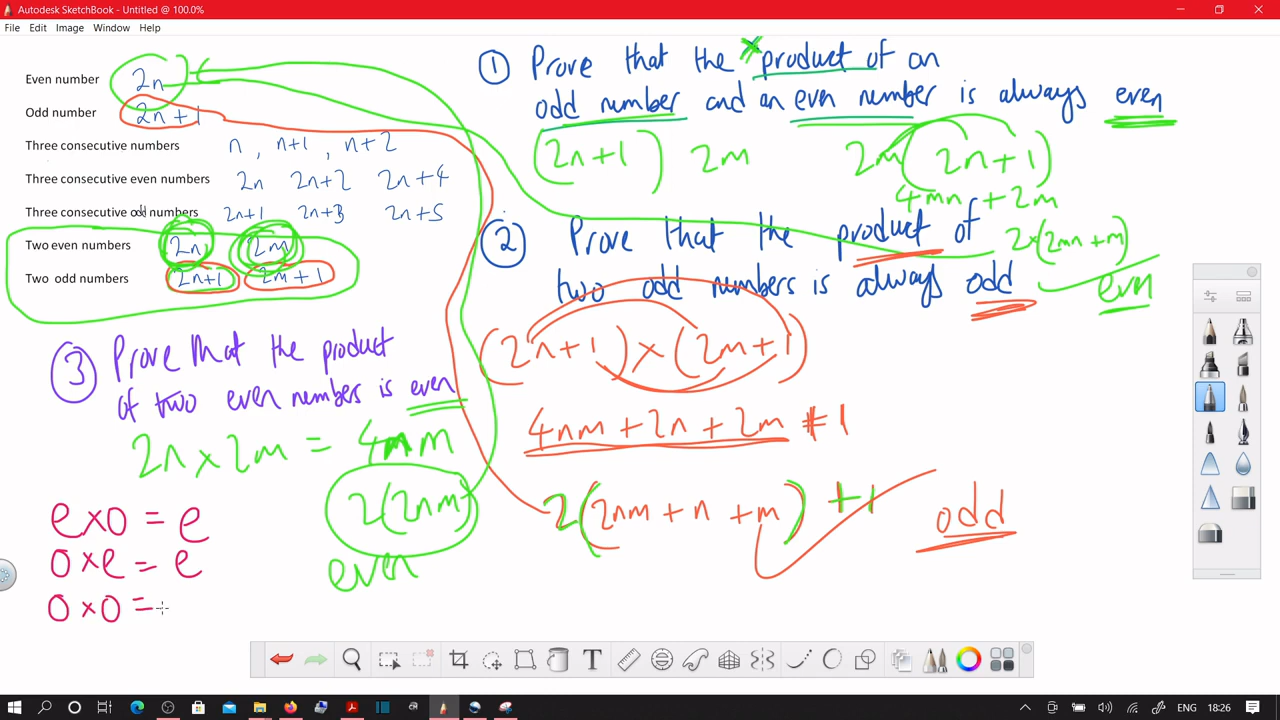 Autodesk SketchBook - Untitled @ 100.0%
File Edit Image Window Help
Even number 2n
Odd number 2n+1
Three consecutive numbers n, n+1, n+2
Three consecutive even numbers 2n 2n+2 2n+4
Three consecutive odd numbers 2n+1 2n+3 2n+5
Two even numbers 2n 2m
Two odd numbers 2n+1 2m+1
① Prove that the product of an
odd number and an even number is always even
(2n+1) 2m 2m(2n+1)
4mn+2m
2×(2mn+m)
even
② Prove that the product of
two odd numbers is always odd
(2n+1)×(2m+1)
4nm+2n+2m+1
2(2nm+n+m)+1
odd
③ Prove that the product
of two even numbers is even
2n×2m = 4nm
2(2nm)
even
e×o = e
o×e = e
o×o =
T
ENG 18:26